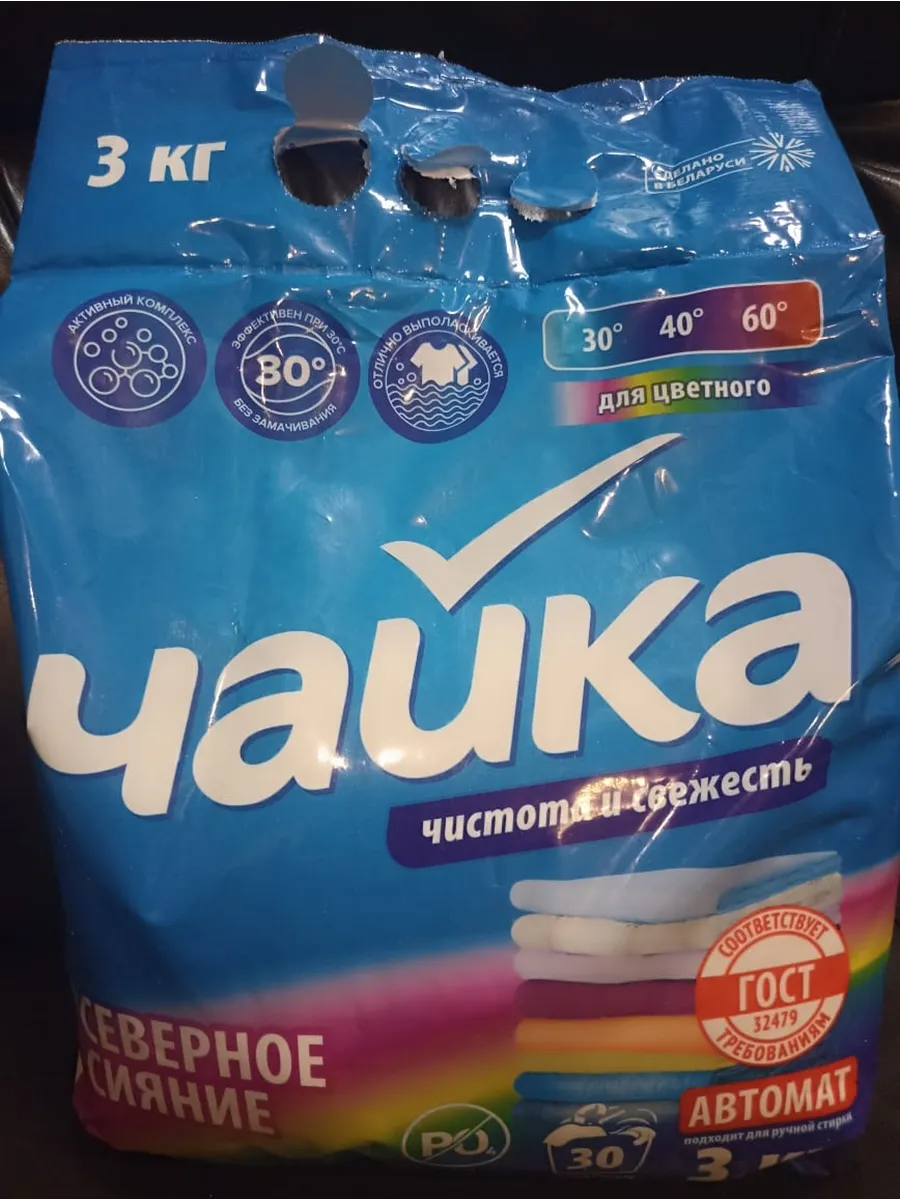 3 кг
СДЕЛАНО
В БЕЛАРУСИ
АКТИВНЫЙ КОМПЛЕКС
ЭФФЕКТИВЕН ПРИ 30°С
30°
БЕЗ ЗАМАЧИВАНИЯ
ОТЛИЧНО ВЫПОЛАСКИВАЕТСЯ
30° 40° 60°
для цветного
чайка
чистота и свежесть
СЕВЕРНОЕ
СИЯНИЕ
СООТВЕТСТВУЕТ
ГОСТ
32479
ТРЕБОВАНИЯМ
АВТОМАТ
подходит для ручной стирки
PO₄
30
3